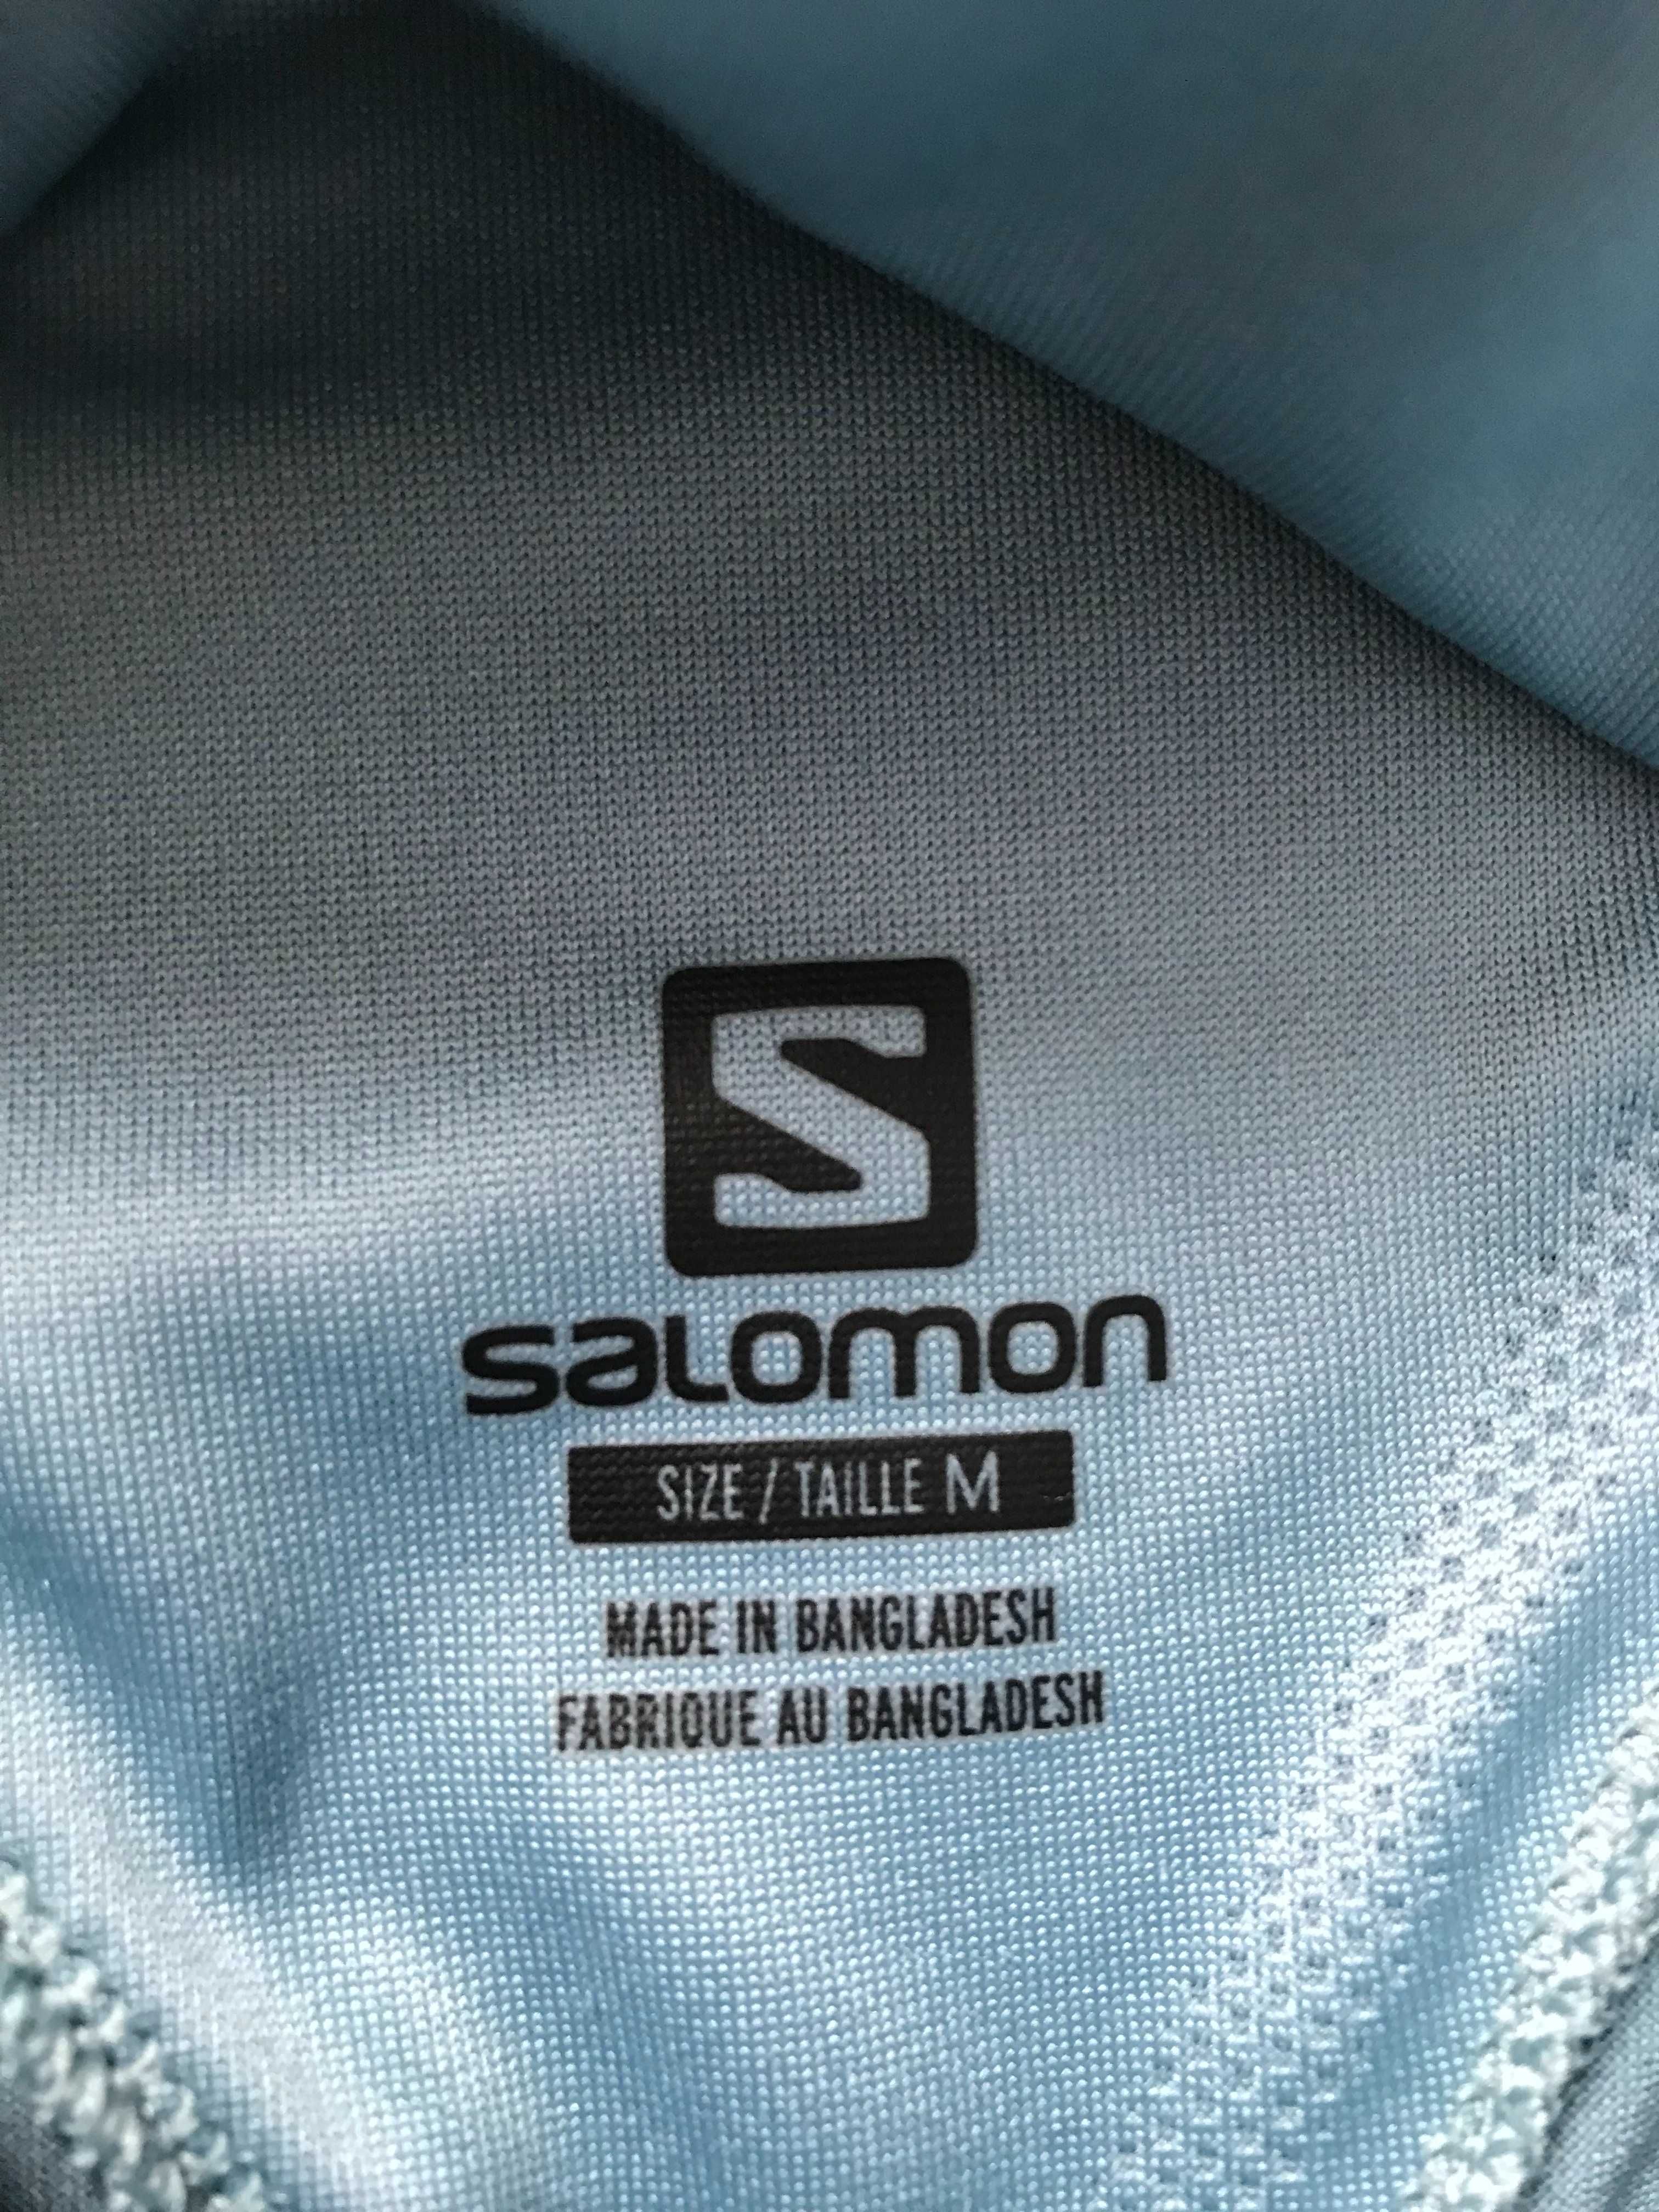 S
salomon
SIZE / TAILLE M
MADE IN BANGLADESH
FABRIQUE AU BANGLADESH